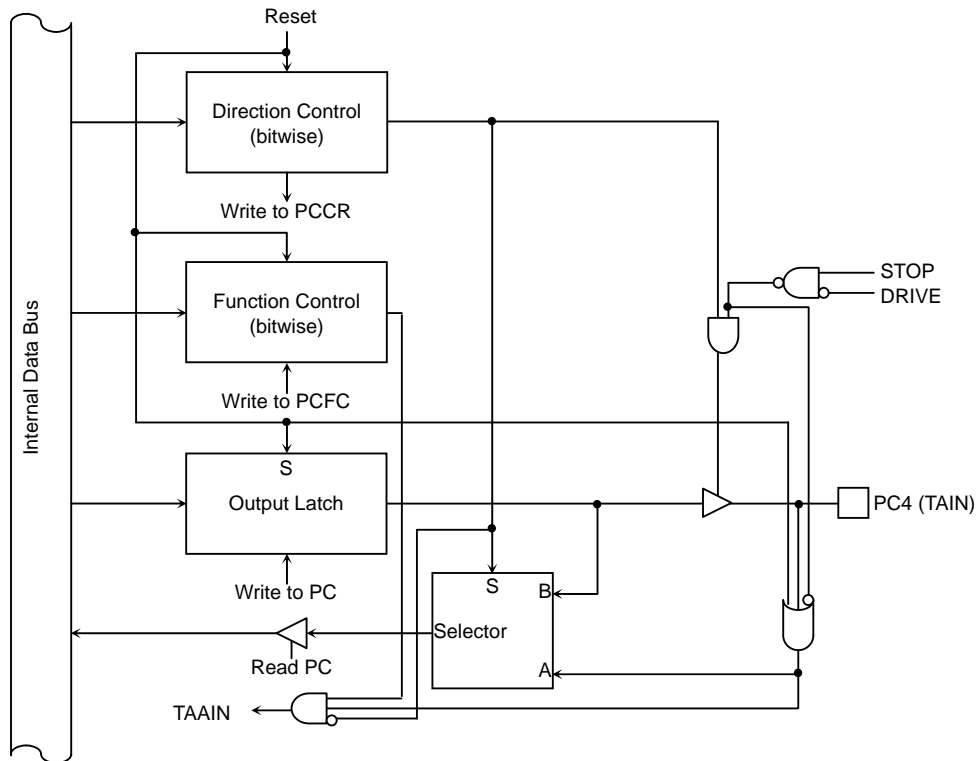 Reset
Direction Control
(bitwise)
Write to PCCR
Function Control
(bitwise)
STOP
DRIVE
Internal Data Bus
Write to PCFC
S
Output Latch
PC4 (TAIN)
Write to PC
S
B
Selector
Read PC
A
TAAIN